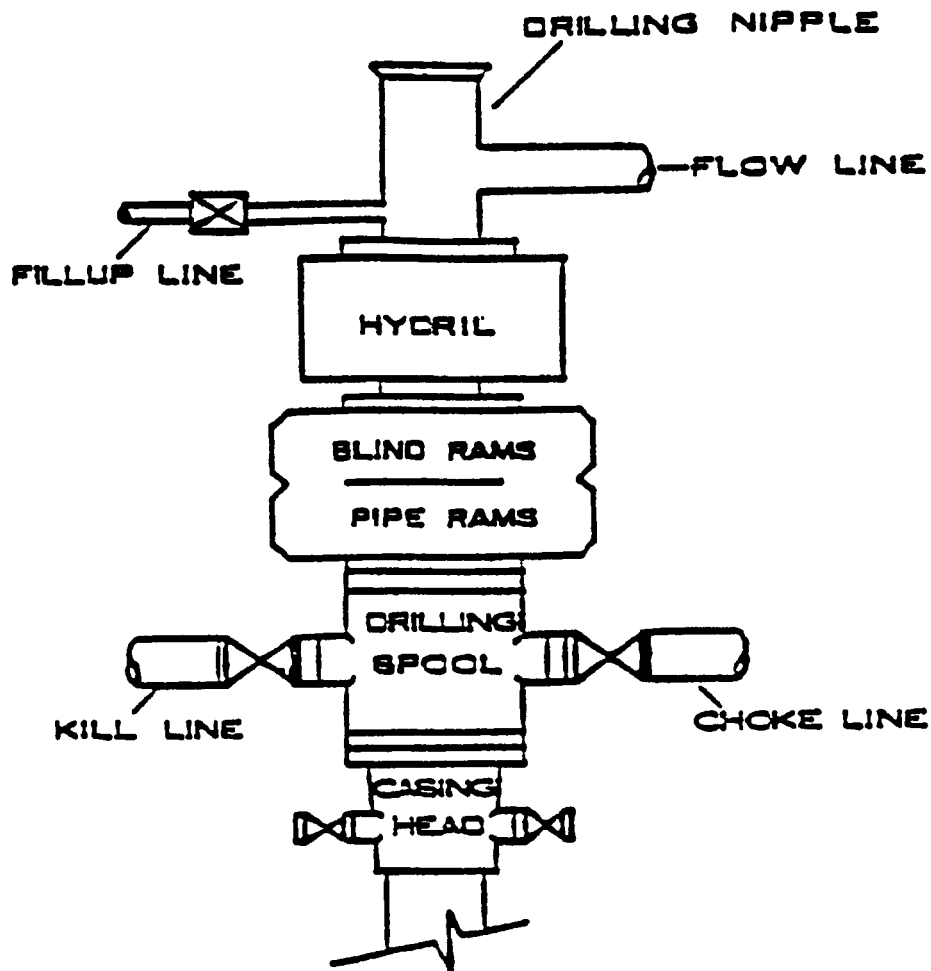 DRILLING NIPPLE
FLOW LINE
FILLUP LINE
HYDRIL
BLIND RAMS
PIPE RAMS
DRILLING
SPOOL
KILL LINE
CHOKE LINE
CASING
HEAD